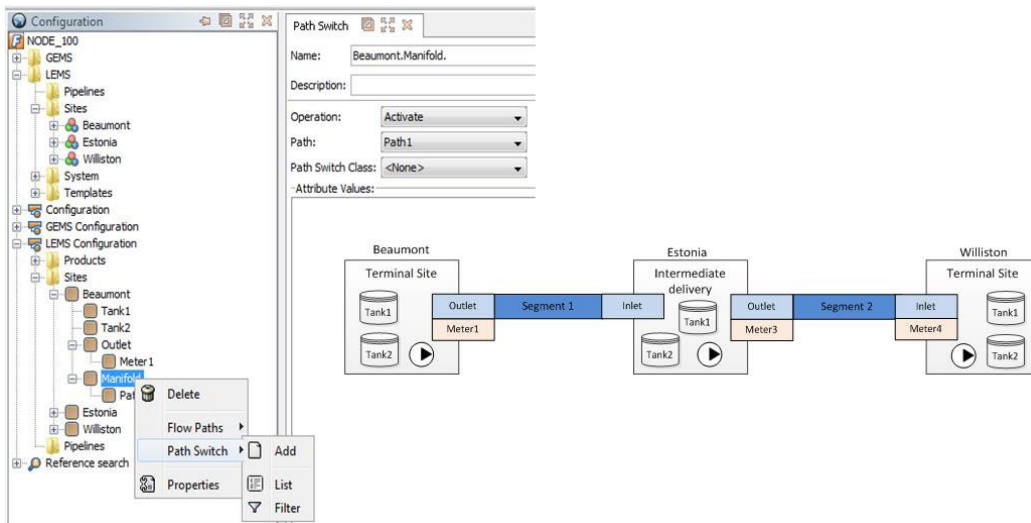 Configuration
NODE_100
GEMS
LEMS
Pipelines
Sites
Beaumont
Estonia
Williston
System
Templates
Configuration
GEMS Configuration
LEMS Configuration
Products
Sites
Beaumont
Tank1
Tank2
Outlet
Meter1
Manifold
Estonia
Williston
Pipelines
Reference search
Delete
Flow Paths
Path Switch
Properties
Add
List
Filter
Path Switch
Name: Beaumont.Manifold.
Description:
Operation: Activate
Path: Path1
Path Switch Class: <None>
Attribute Values:
Beaumont
Terminal Site
Tank1
Tank2
Outlet
Meter1
Segment 1
Inlet
Estonia
Intermediate
delivery
Tank1
Tank2
Outlet
Meter3
Segment 2
Inlet
Meter4
Williston
Terminal Site
Tank1
Tank2